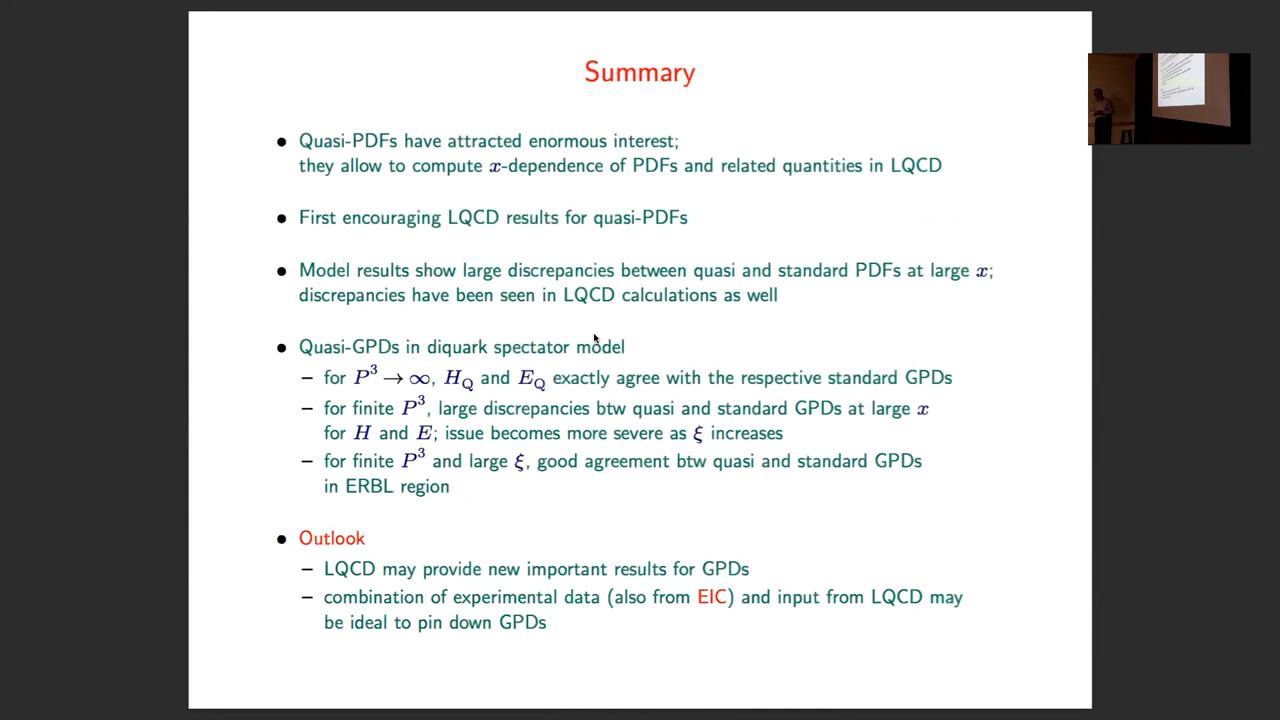 Summary
● Quasi-PDFs have attracted enormous interest;
they allow to compute x-dependence of PDFs and related quantities in LQCD
● First encouraging LQCD results for quasi-PDFs
● Model results show large discrepancies between quasi and standard PDFs at large x;
discrepancies have been seen in LQCD calculations as well
● Quasi-GPDs in diquark spectator model
– for P³ → ∞, H_Q and E_Q exactly agree with the respective standard GPDs
– for finite P³, large discrepancies btw quasi and standard GPDs at large x
for H and E; issue becomes more severe as ξ increases
– for finite P³ and large ξ, good agreement btw quasi and standard GPDs
in ERBL region
● Outlook
– LQCD may provide new important results for GPDs
– combination of experimental data (also from EIC) and input from LQCD may
be ideal to pin down GPDs